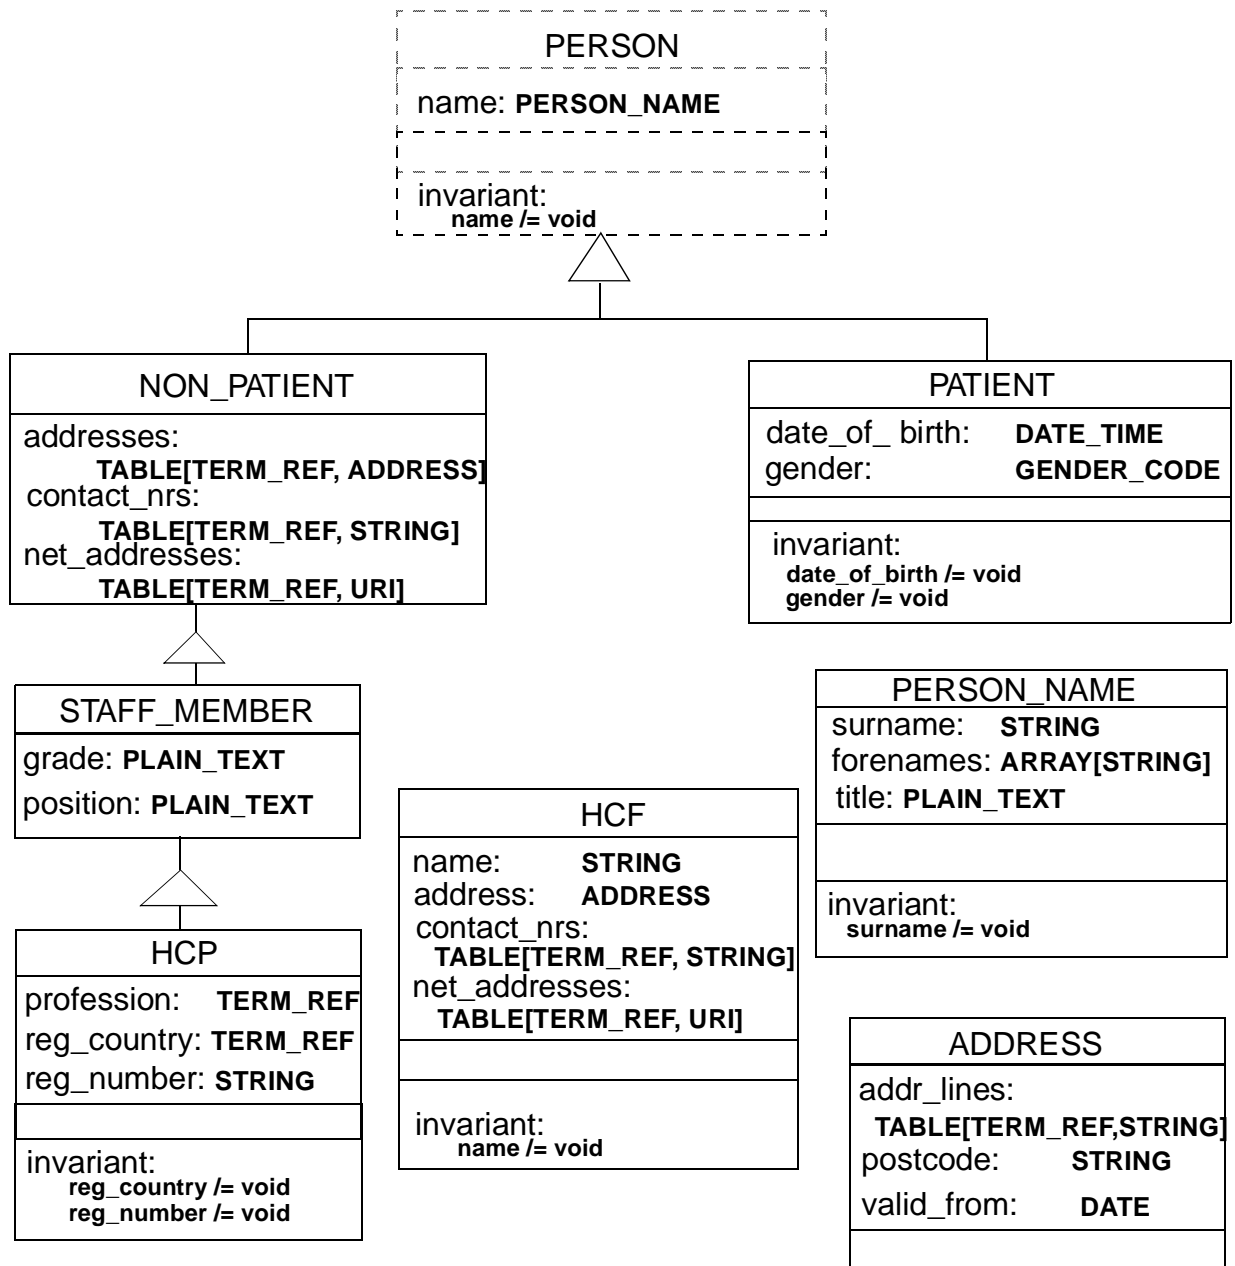 PERSON
name: PERSON_NAME
invariant:
name /= void
NON_PATIENT
addresses:
TABLE[TERM_REF, ADDRESS]
contact_nrs:
TABLE[TERM_REF, STRING]
net_addresses:
TABLE[TERM_REF, URI]
PATIENT
date_of_ birth: DATE_TIME
gender: GENDER_CODE
invariant:
date_of_birth /= void
gender /= void
STAFF_MEMBER
grade: PLAIN_TEXT
position: PLAIN_TEXT
PERSON_NAME
surname: STRING
forenames: ARRAY[STRING]
title: PLAIN_TEXT
invariant:
surname /= void
HCF
name: STRING
address: ADDRESS
contact_nrs:
TABLE[TERM_REF, STRING]
net_addresses:
TABLE[TERM_REF, URI]
invariant:
name /= void
HCP
profession: TERM_REF
reg_country: TERM_REF
reg_number: STRING
invariant:
reg_country /= void
reg_number /= void
ADDRESS
addr_lines:
TABLE[TERM_REF,STRING]
postcode: STRING
valid_from: DATE